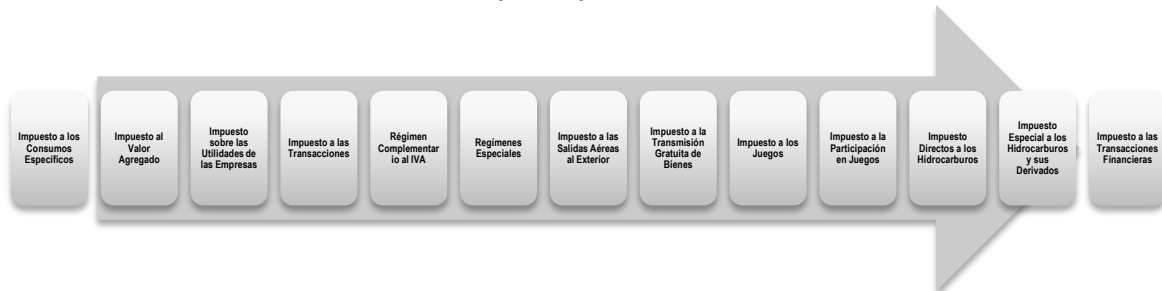 Impuesto a los
Consumos
Específicos
Impuesto al
Valor
Agregado
Impuesto
sobre las
Utilidades de
las Empresas
Impuesto a las
Transacciones
Régimen
Complementar
io al IVA
Regímenes
Especiales
Impuesto a las
Salidas Aéreas
al Exterior
Impuesto a la
Transmisión
Gratuita de
Bienes
Impuesto a los
Juegos
Impuesto a la
Participación
en Juegos
Impuesto
Directos a los
Hidrocarburos
Impuesto
Especial a los
Hidrocarburos
y sus
Derivados
Impuesto a las
Transacciones
Financieras